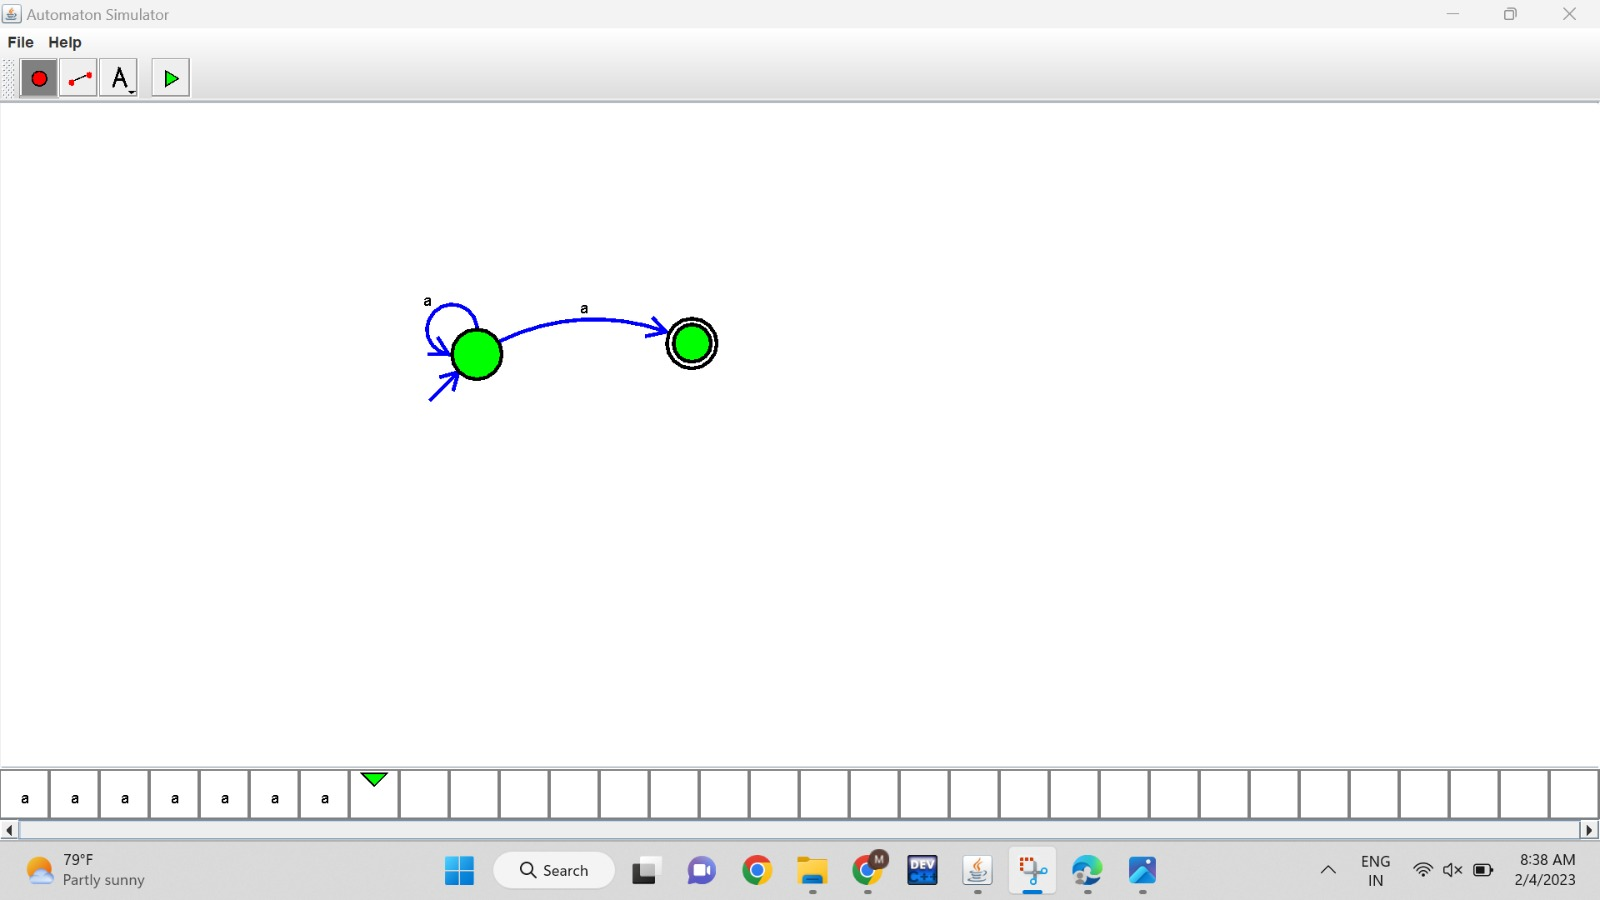 Automaton Simulator
File Help
A
a
a
a a a a a a a
79°F
Partly sunny
Search
M
DEV
C++
ENG
IN
8:38 AM
2/4/2023